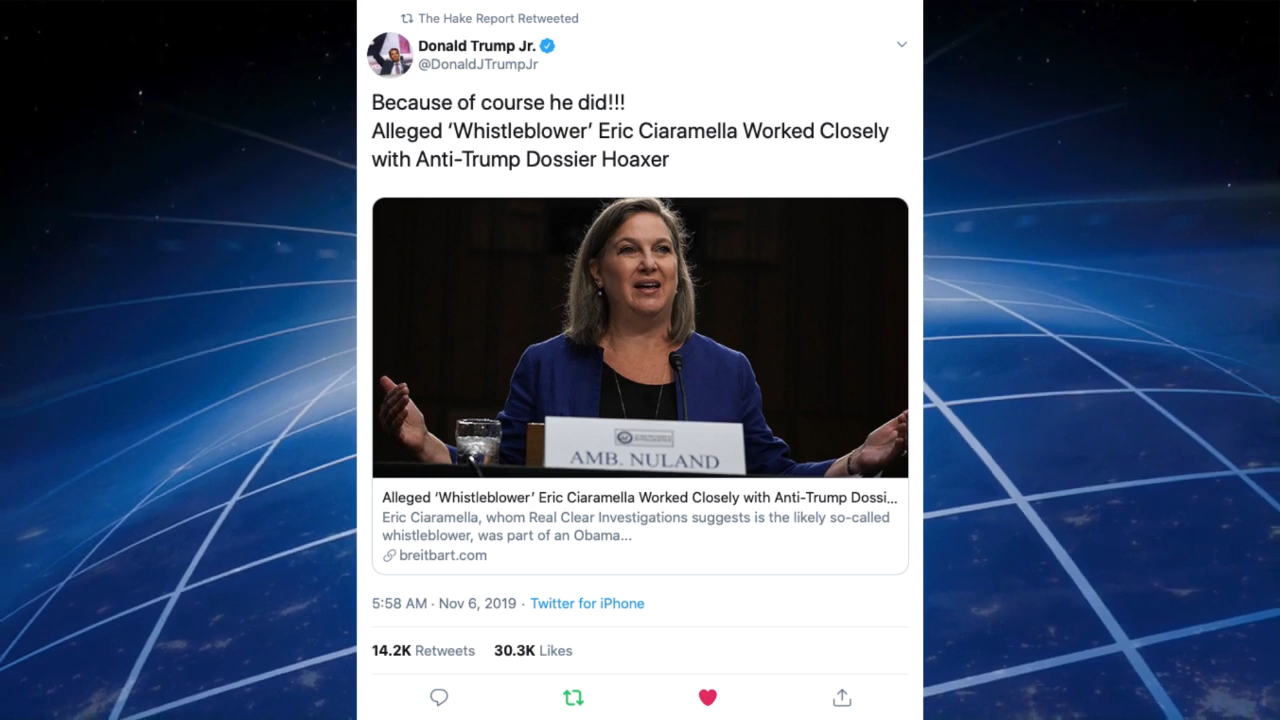 The Hake Report Retweeted
Donald Trump Jr.
@DonaldJTrumpJr
Because of course he did!!!
Alleged ‘Whistleblower’ Eric Ciaramella Worked Closely
with Anti-Trump Dossier Hoaxer
AMB. NULAND
Alleged ‘Whistleblower’ Eric Ciaramella Worked Closely with Anti-Trump Dossi...
Eric Ciaramella, whom Real Clear Investigations suggests is the likely so-called
whistleblower, was part of an Obama...
breitbart.com
5:58 AM · Nov 6, 2019 · Twitter for iPhone
14.2K Retweets 30.3K Likes